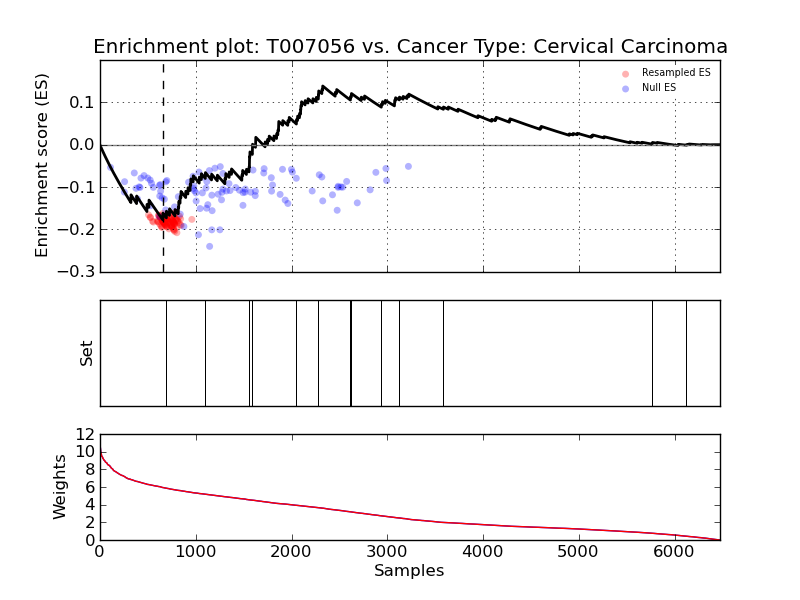 Enrichment plot: T007056 vs. Cancer Type: Cervical Carcinoma
Enrichment score (ES)
0.1
0.0
−0.1
−0.2
−0.3
Resampled ES
Null ES
Set
Weights
12
10
8
6
4
2
0
0 1000 2000 3000 4000 5000 6000
Samples